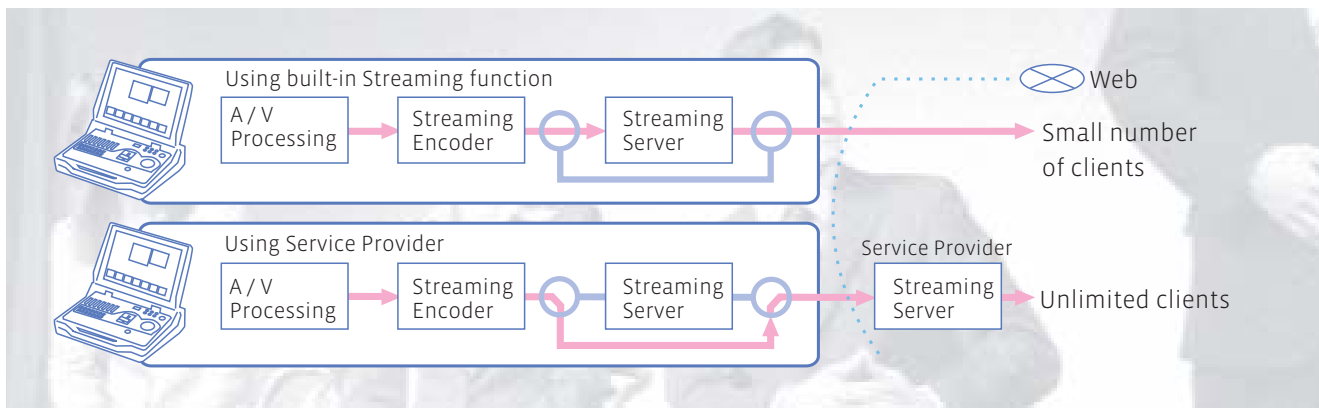 Using built-in Streaming function
A / V
Processing
Streaming
Encoder
Streaming
Server
Web
Small number
of clients
Using Service Provider
A / V
Processing
Streaming
Encoder
Streaming
Server
Service Provider
Streaming
Server
Unlimited clients